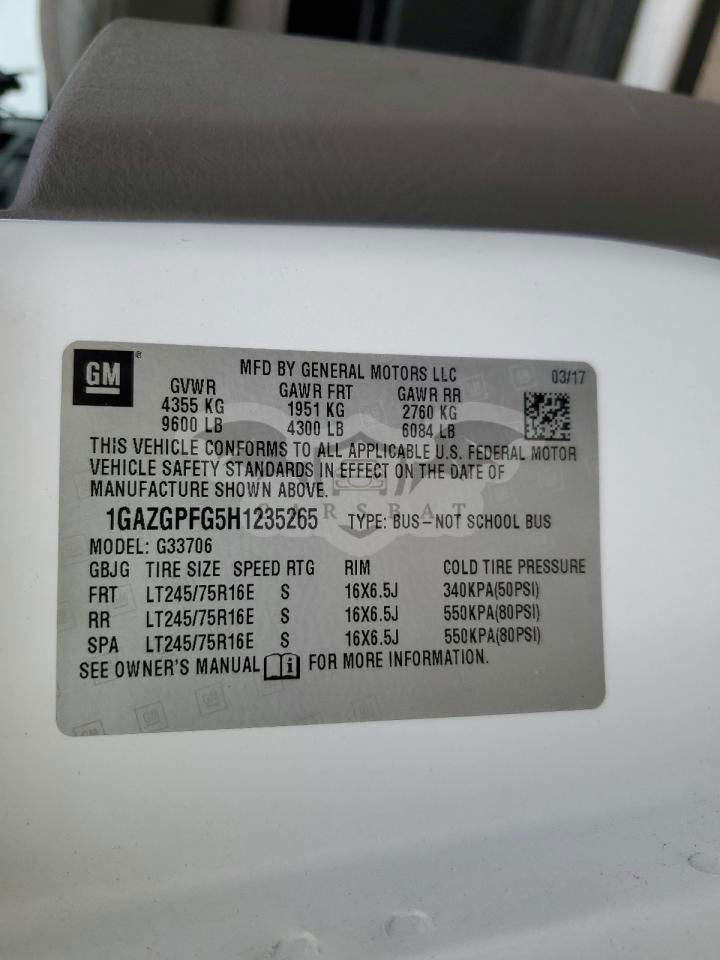 GM
MFD BY GENERAL MOTORS LLC 03/17
GVWR GAWR FRT GAWR RR
4355 KG 1951 KG 2760 KG
9600 LB 4300 LB 6084 LB
THIS VEHICLE CONFORMS TO ALL APPLICABLE U.S. FEDERAL MOTOR
VEHICLE SAFETY STANDARDS IN EFFECT ON THE DATE OF
MANUFACTURE SHOWN ABOVE.
CARSBAT
1GAZGPFG5H1235265 TYPE: BUS-NOT SCHOOL BUS
MODEL: G33706
GBJG TIRE SIZE SPEED RTG RIM COLD TIRE PRESSURE
FRT LT245/75R16E S 16X6.5J 340KPA(50PSI)
RR LT245/75R16E S 16X6.5J 550KPA(80PSI)
SPA LT245/75R16E S 16X6.5J 550KPA(80PSI)
SEE OWNER'S MANUAL i FOR MORE INFORMATION.